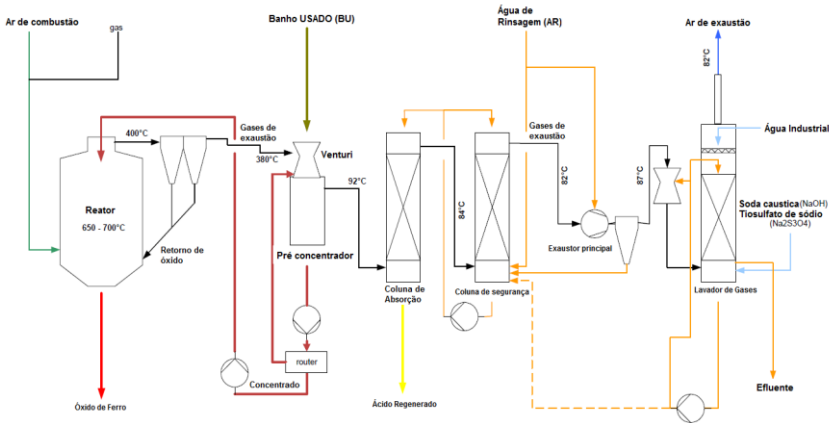 Ar de combustão
gas
Banho USADO (BU)
Água de
Rinsagem (AR)
Ar de exaustão
82°C
400°C
Gases de
exaustão
380°C
Venturi
92°C
84°C
Gases de
exaustão
82°C
87°C
Água Industrial
Reator
650 - 700°C
Retorno de
óxido
Pré concentrador
Exaustor principal
Soda caustica(NaOH)
Tiosulfato de sódio
(Na2S3O4)
Coluna de
Absorção
Coluna de segurança
Lavador de Gases
router
Concentrado
Efluente
Óxido de Ferro
Ácido Regenerado